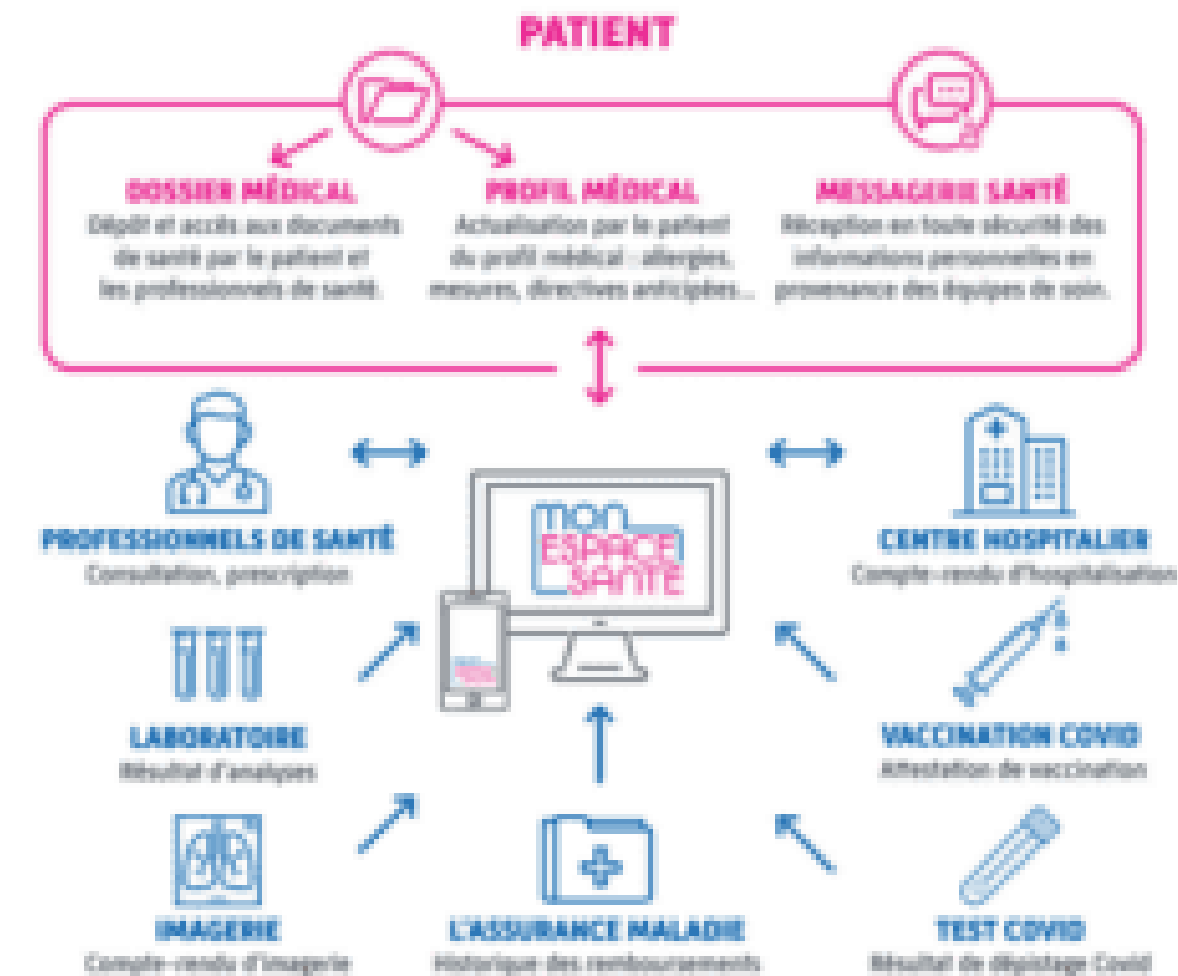 PATIENT
DOSSIER MÉDICAL
Dépôt et accès aux documents
de santé par le patient et
les professionnels de santé.
PROFIL MÉDICAL
Actualisation par le patient
du profil médical : allergies,
mesures, directives anticipées...
MESSAGERIE SANTÉ
Réception en toute sécurité des
informations personnelles en
provenance des équipes de soin.
PROFESSIONNELS DE SANTÉ
Consultation, prescription
mon
ESPACE
SANTÉ
CENTRE HOSPITALIER
Compte-rendu d'hospitalisation
LABORATOIRE
Résultat d'analyses
VACCINATION COVID
Attestation de vaccination
IMAGERIE
Compte-rendu d'imagerie
L'ASSURANCE MALADIE
Historique des remboursements
TEST COVID
Résultat de dépistage Covid